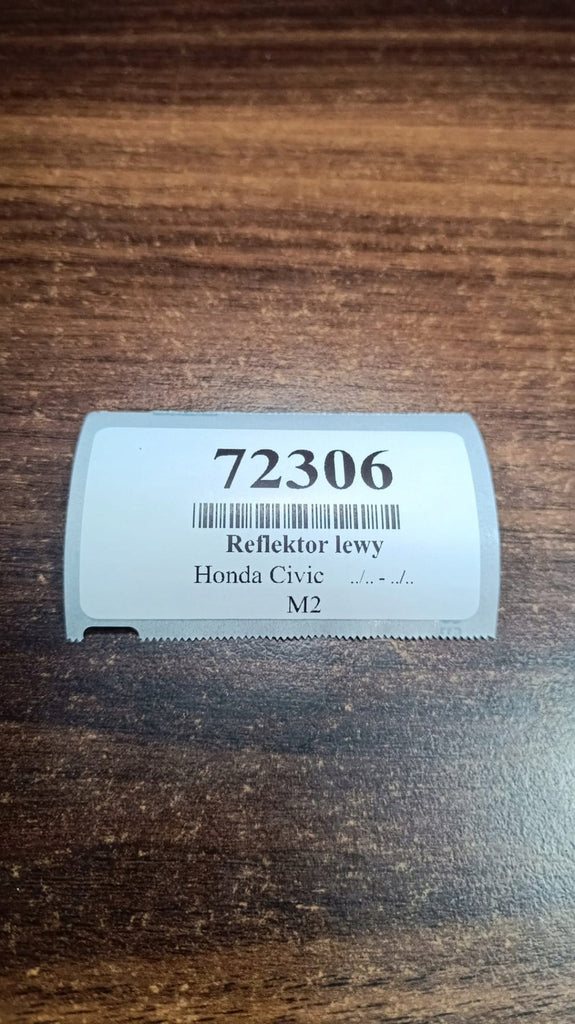 72306
Reflektor lewy
Honda Civic ../.. - ../..
M2